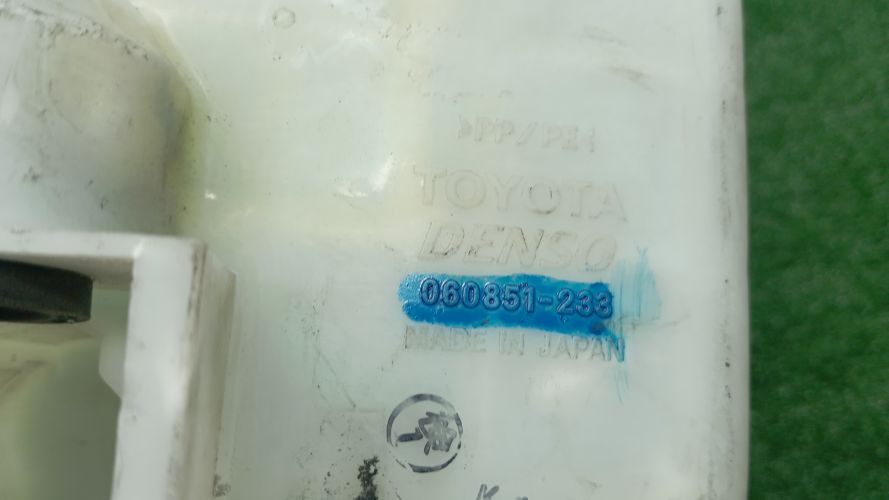 >PP/PE<
TOYOTA
DENSO
060851-233
MADE IN JAPAN